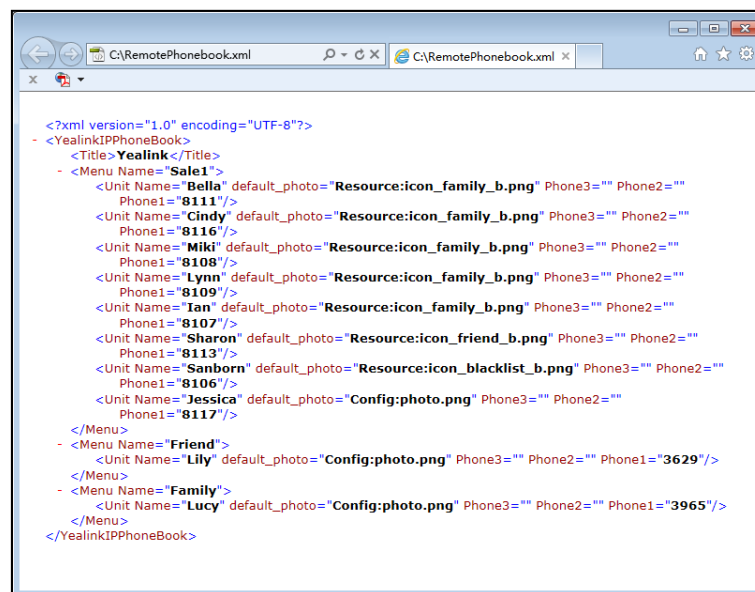 C:\RemotePhonebook.xml
C:\RemotePhonebook.xml
<?xml version="1.0" encoding="UTF-8"?>
- <YealinkIPPhoneBook>
<Title>Yealink</Title>
- <Menu Name="Sale1">
<Unit Name="Bella" default_photo="Resource:icon_family_b.png" Phone3="" Phone2=""
Phone1="8111"/>
<Unit Name="Cindy" default_photo="Resource:icon_family_b.png" Phone3="" Phone2=""
Phone1="8116"/>
<Unit Name="Miki" default_photo="Resource:icon_family_b.png" Phone3="" Phone2=""
Phone1="8108"/>
<Unit Name="Lynn" default_photo="Resource:icon_family_b.png" Phone3="" Phone2=""
Phone1="8109"/>
<Unit Name="Ian" default_photo="Resource:icon_family_b.png" Phone3="" Phone2=""
Phone1="8107"/>
<Unit Name="Sharon" default_photo="Resource:icon_friend_b.png" Phone3="" Phone2=""
Phone1="8113"/>
<Unit Name="Sanborn" default_photo="Resource:icon_blacklist_b.png" Phone3="" Phone2=""
Phone1="8106"/>
<Unit Name="Jessica" default_photo="Config:photo.png" Phone3="" Phone2=""
Phone1="8117"/>
</Menu>
- <Menu Name="Friend">
<Unit Name="Lily" default_photo="Config:photo.png" Phone3="" Phone2="" Phone1="3629"/>
</Menu>
- <Menu Name="Family">
<Unit Name="Lucy" default_photo="Config:photo.png" Phone3="" Phone2="" Phone1="3965"/>
</Menu>
</YealinkIPPhoneBook>